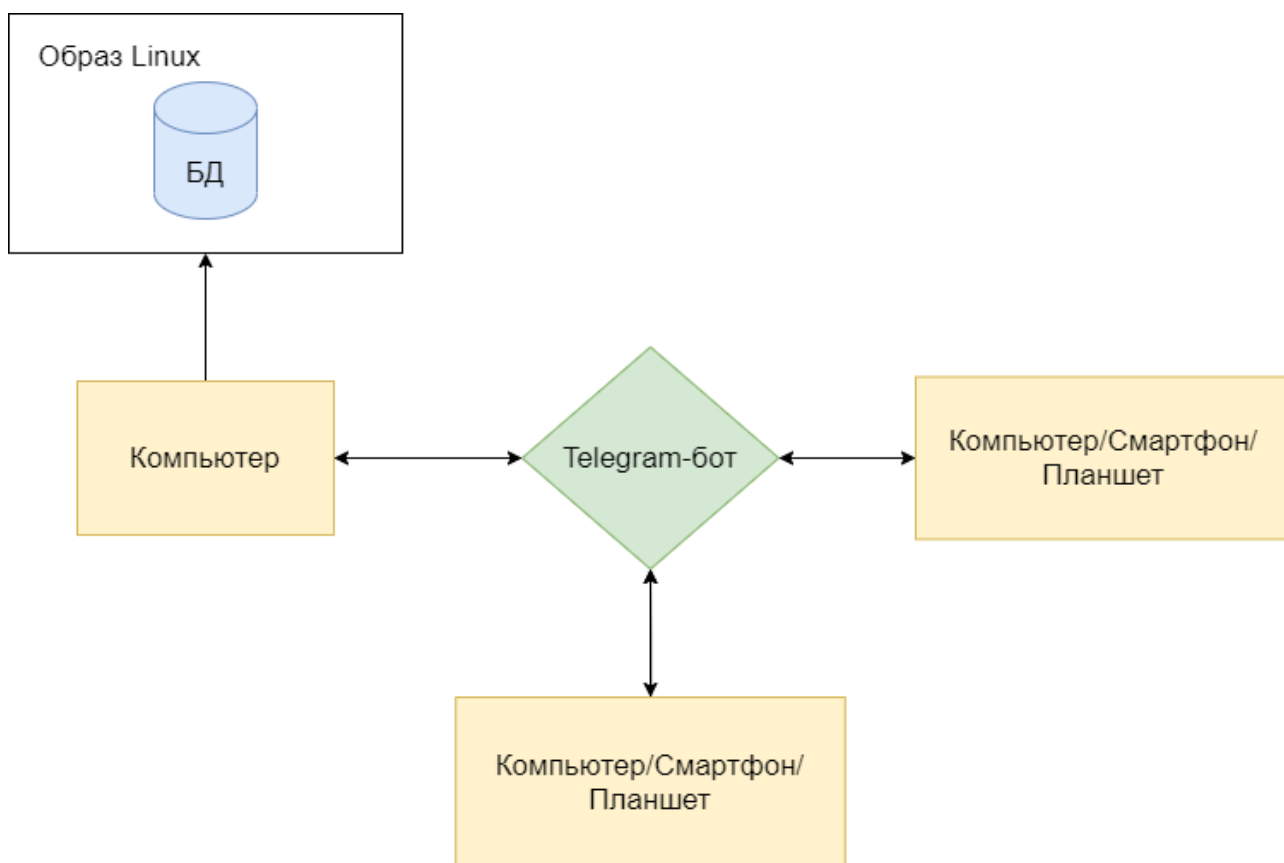 Образ Linux
БД
Компьютер
Telegram-бот
Компьютер/Смартфон/
Планшет
Компьютер/Смартфон/
Планшет